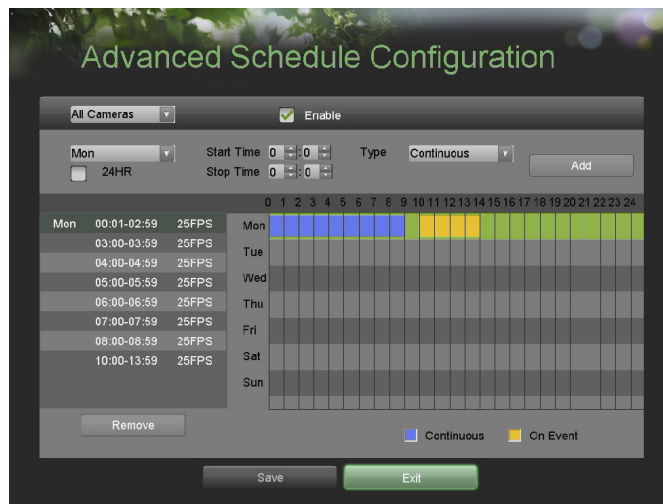 Advanced Schedule Configuration
All Cameras Enable
Mon Start Time 0 : 0 Type Continuous Add
24HR Stop Time 0 : 0
0 1 2 3 4 5 6 7 8 9 10 11 12 13 14 15 16 17 18 19 20 21 22 23 24
Mon 00:01-02:59 25FPS Mon
03:00-03:59 25FPS
Tue
04:00-04:59 25FPS
05:00-05:59 25FPS Wed
06:00-06:59 25FPS Thu
07:00-07:59 25FPS Fri
08:00-08:59 25FPS
Sat
10:00-13:59 25FPS
Sun
Remove
Continuous On Event
Save Exit